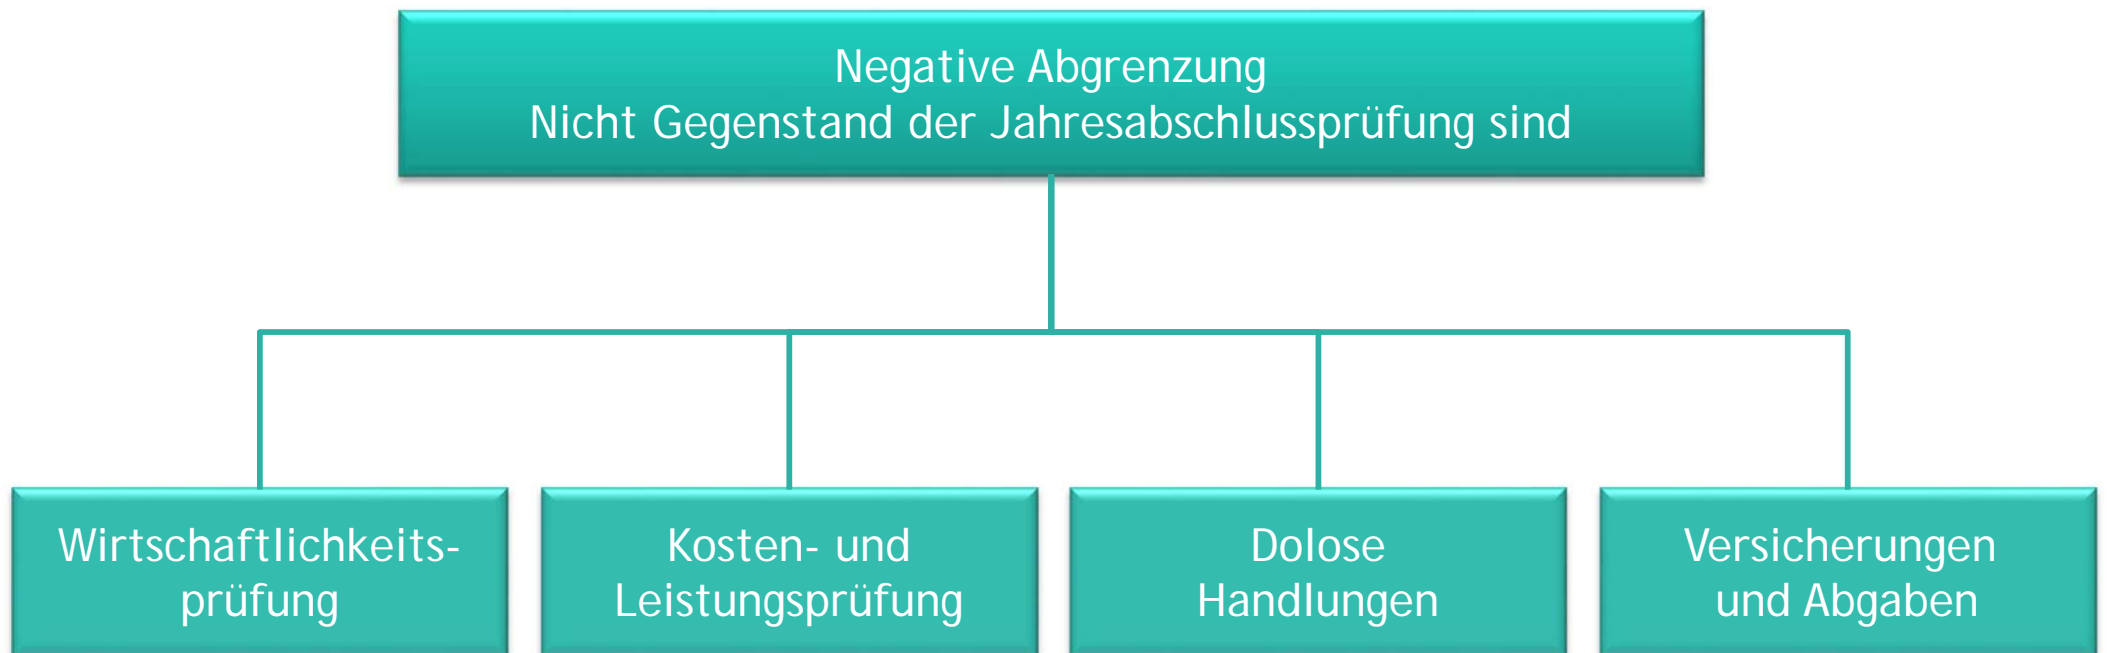 Negative Abgrenzung
Nicht Gegenstand der Jahresabschlussprüfung sind
Wirtschaftlichkeits-
prüfung
Kosten- und
Leistungsprüfung
Dolose
Handlungen
Versicherungen
und Abgaben